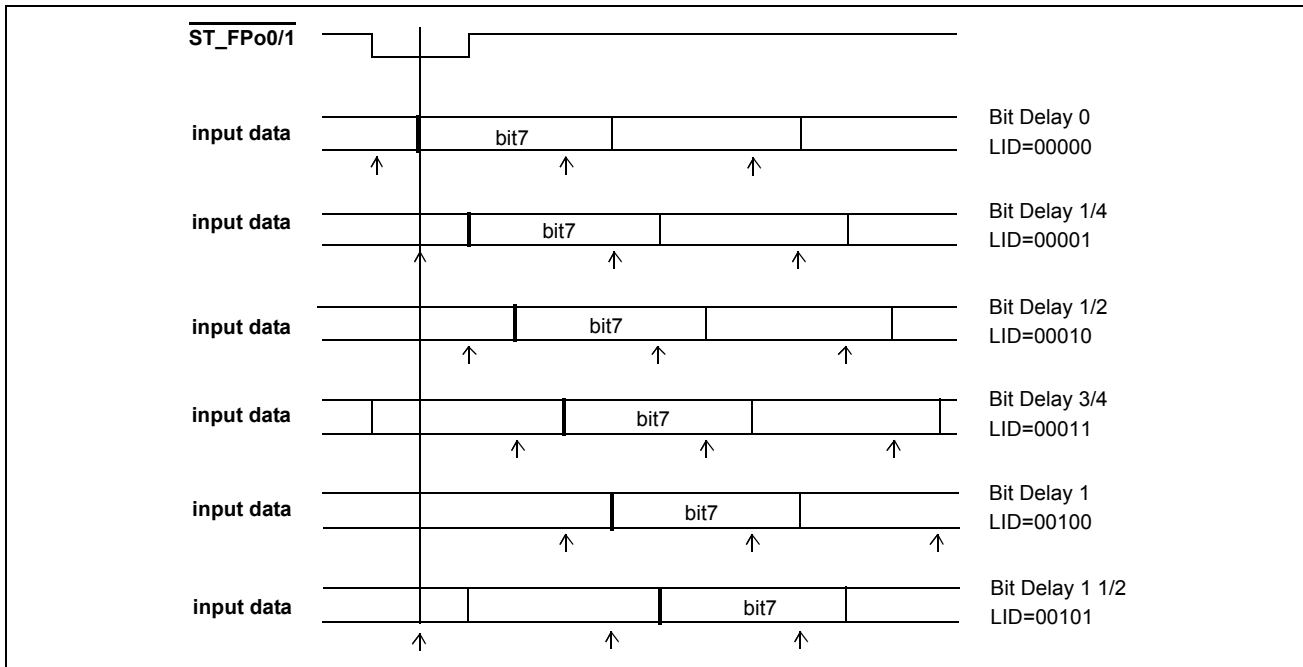 ST_FPo0/1
input data
bit7
Bit Delay 0
LID=00000
input data
bit7
Bit Delay 1/4
LID=00001
input data
bit7
Bit Delay 1/2
LID=00010
input data
bit7
Bit Delay 3/4
LID=00011
input data
bit7
Bit Delay 1
LID=00100
input data
bit7
Bit Delay 1 1/2
LID=00101